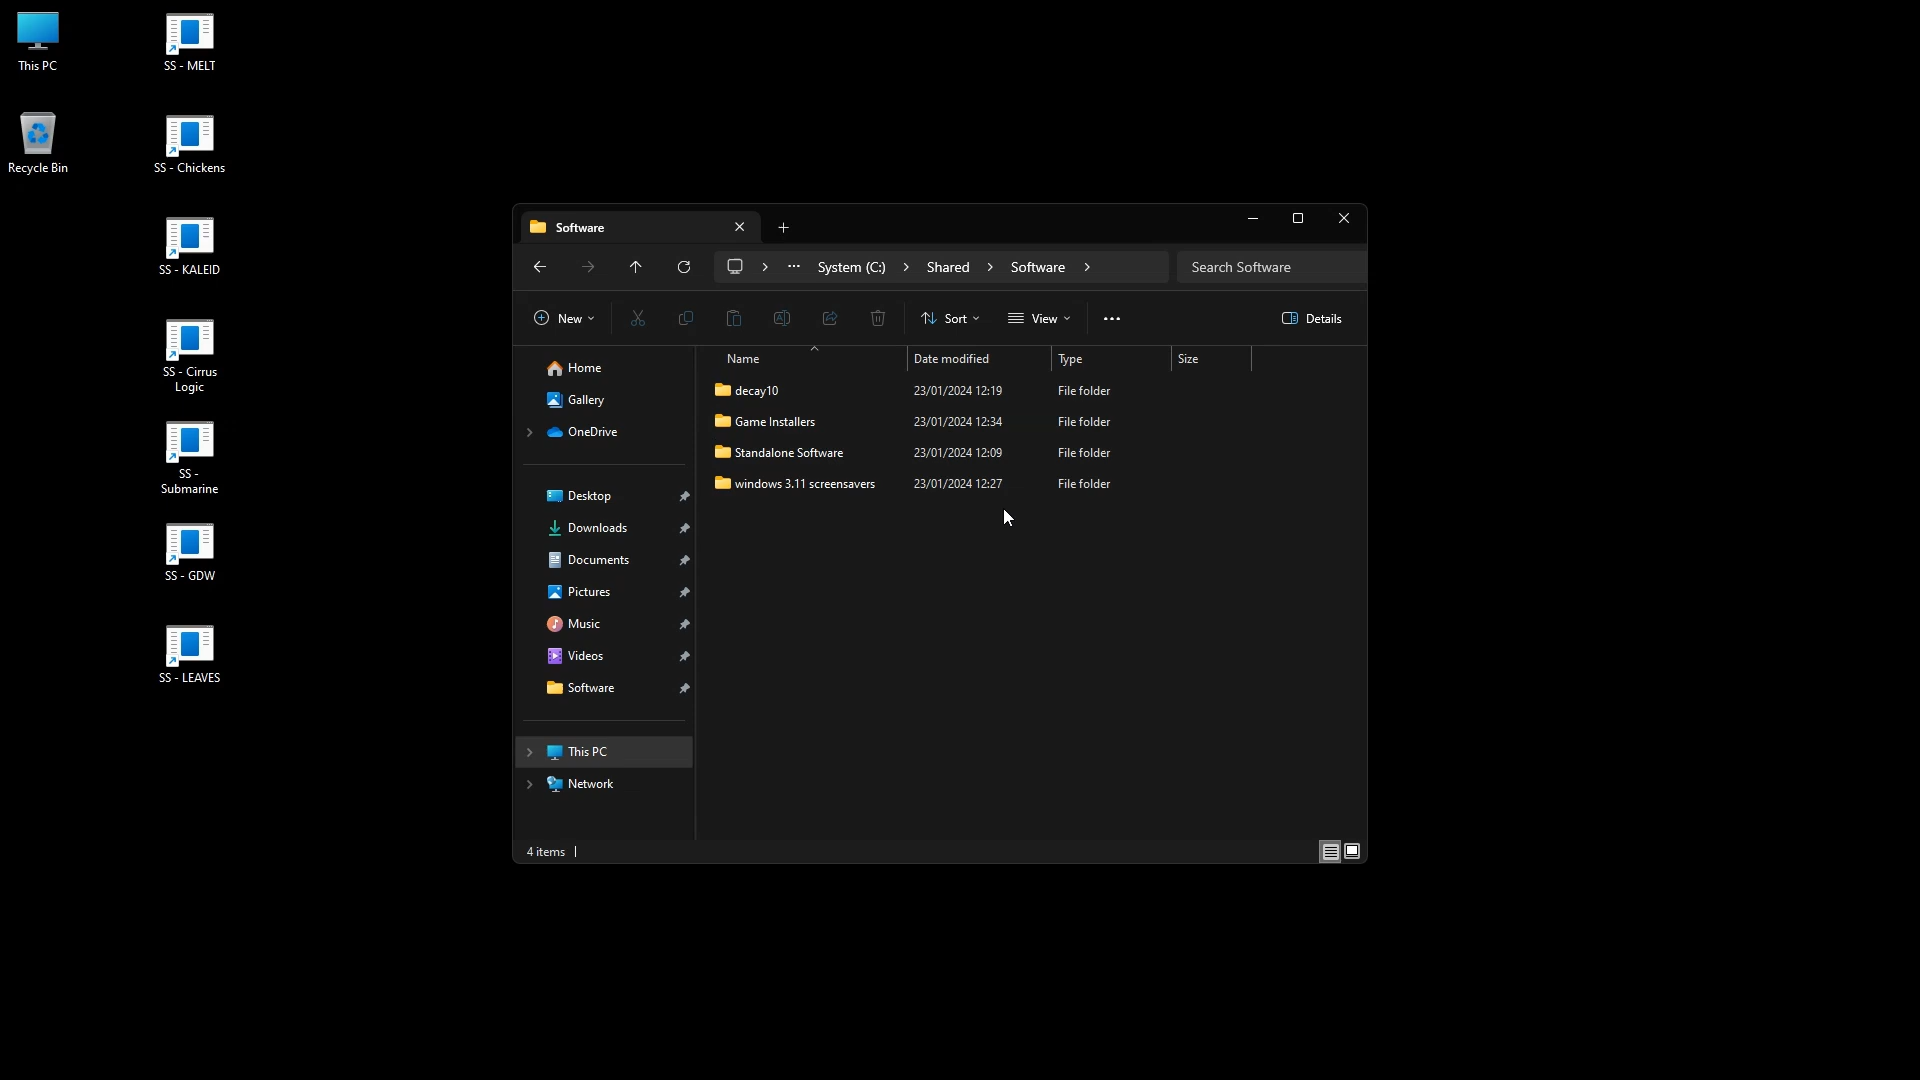 This PC
SS - MELT
Recycle Bin
SS - Chickens
SS - KALEID
SS - Cirrus
Logic
SS -
Submarine
SS - GDW
SS - LEAVES
Software
System (C:) Shared Software
Search Software
New Sort View Details
Name Date modified Type Size
decay10 23/01/2024 12:19 File folder
Game Installers 23/01/2024 12:34 File folder
Standalone Software 23/01/2024 12:09 File folder
windows 3.11 screensavers 23/01/2024 12:27 File folder
Home
Gallery
OneDrive
Desktop
Downloads
Documents
Pictures
Music
Videos
Software
This PC
Network
4 items